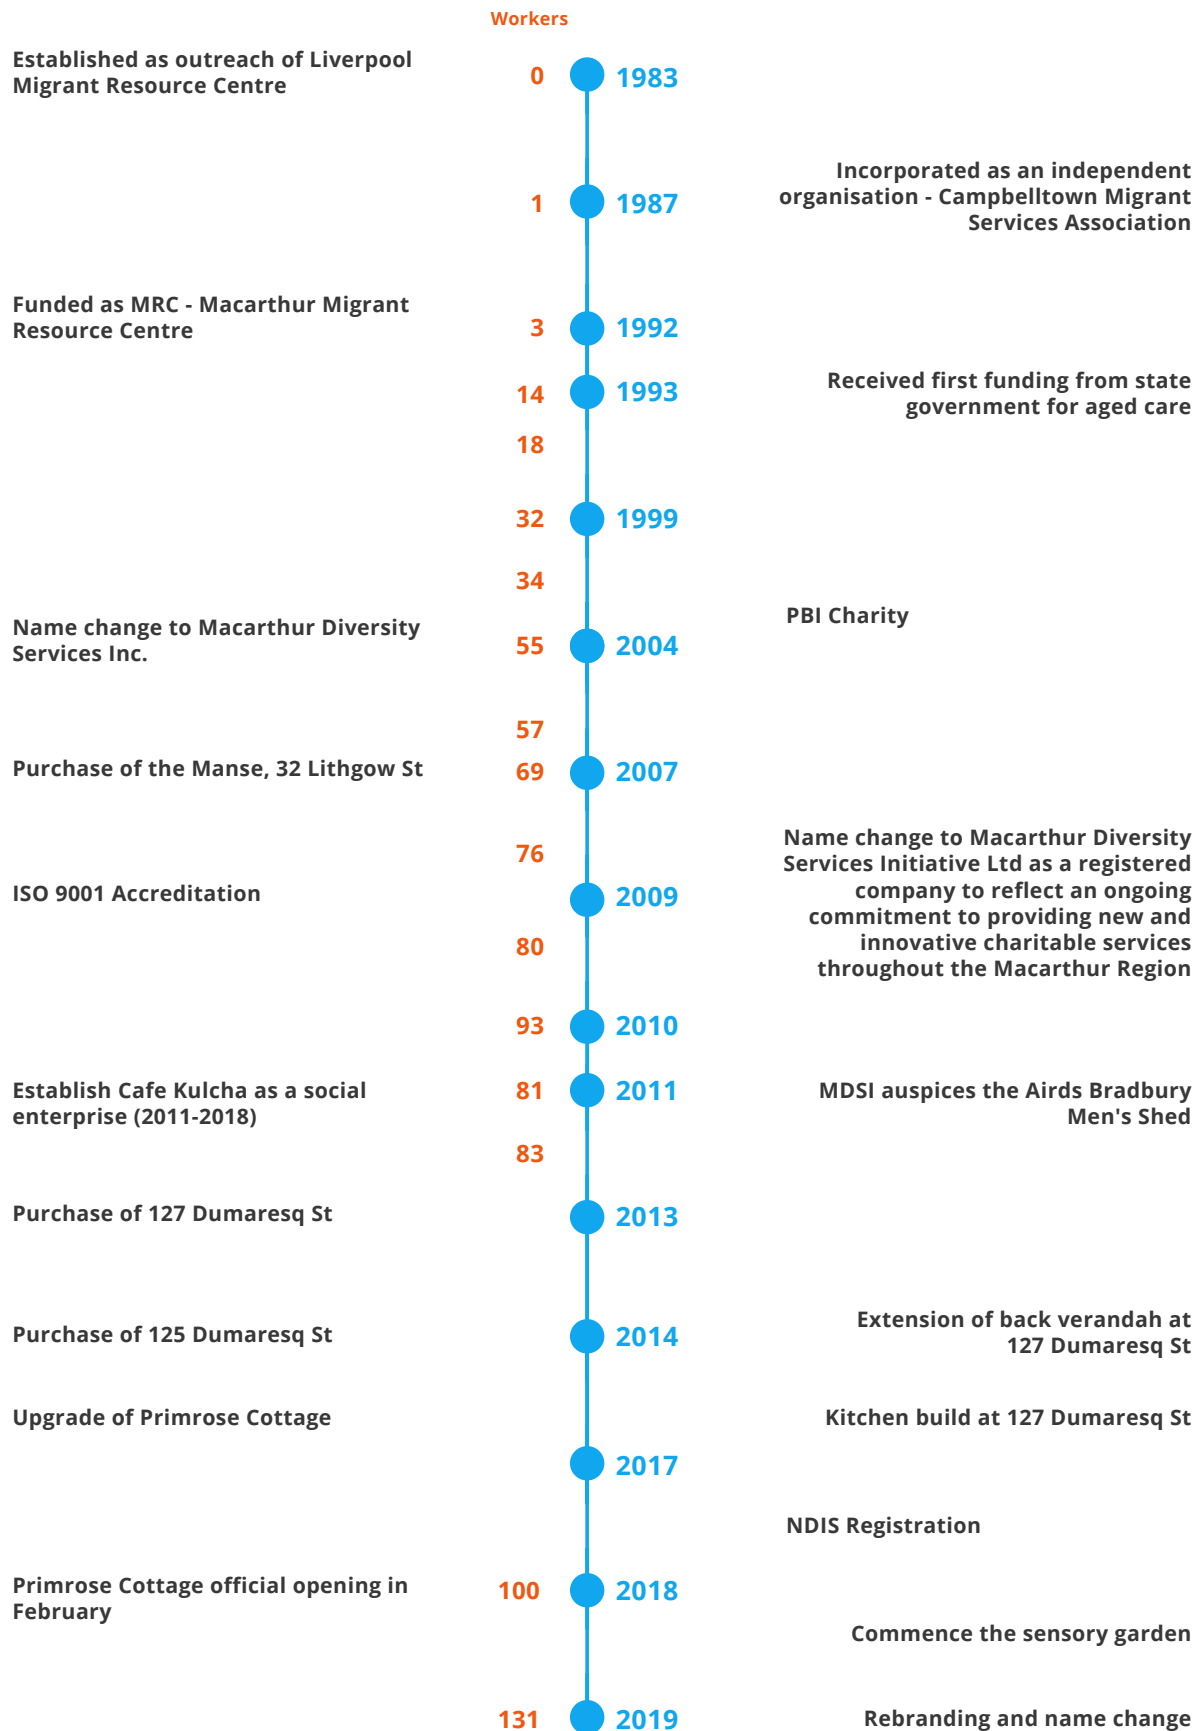 Workers
Established as outreach of Liverpool
Migrant Resource Centre
0
1983
Incorporated as an independent
organisation - Campbelltown Migrant
Services Association
1
1987
Funded as MRC - Macarthur Migrant
Resource Centre
3
1992
14
1993
Received first funding from state
government for aged care
18
32
1999
34
PBI Charity
Name change to Macarthur Diversity
Services Inc.
55
2004
57
Purchase of the Manse, 32 Lithgow St
69
2007
76
Name change to Macarthur Diversity
Services Initiative Ltd as a registered
company to reflect an ongoing
commitment to providing new and
innovative charitable services
throughout the Macarthur Region
ISO 9001 Accreditation
2009
80
93
2010
Establish Cafe Kulcha as a social
enterprise (2011-2018)
81
2011
MDSI auspices the Airds Bradbury
Men's Shed
83
Purchase of 127 Dumaresq St
2013
Purchase of 125 Dumaresq St
2014
Extension of back verandah at
127 Dumaresq St
Upgrade of Primrose Cottage
Kitchen build at 127 Dumaresq St
2017
NDIS Registration
Primrose Cottage official opening in
February
100
2018
Commence the sensory garden
131
2019
Rebranding and name change